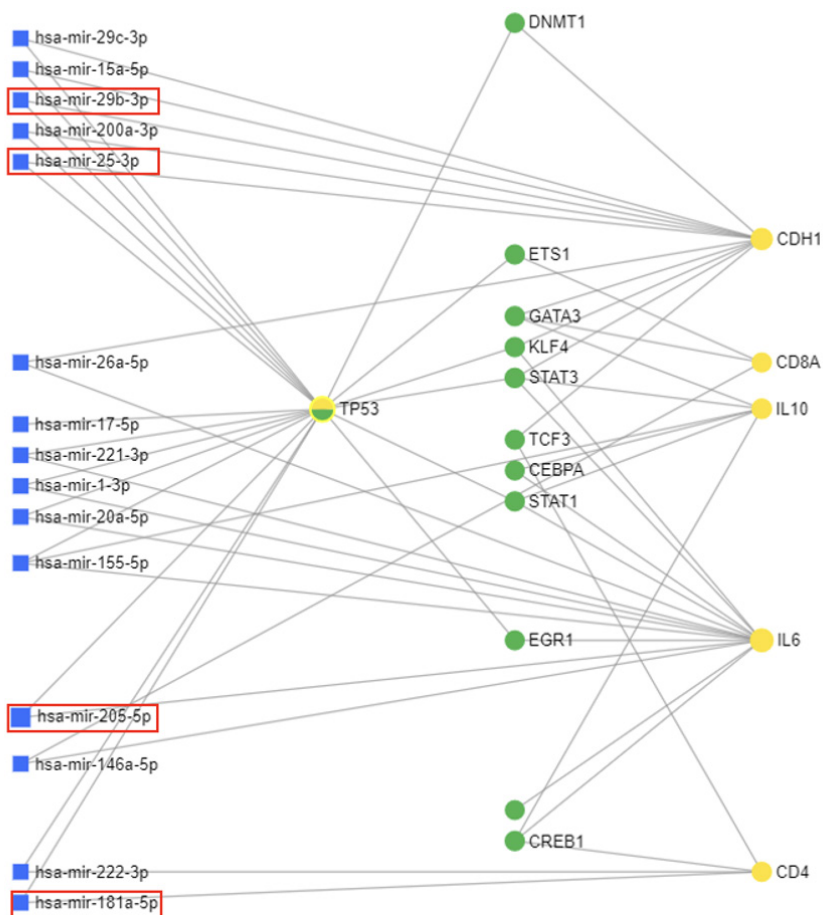 hsa-mir-29c-3p
hsa-mir-15a-5p
hsa-mir-29b-3p
hsa-mir-200a-3p
hsa-mir-25-3p
hsa-mir-26a-5p
hsa-mir-17-5p
hsa-mir-221-3p
hsa-mir-1-3p
hsa-mir-20a-5p
hsa-mir-155-5p
hsa-mir-205-5p
hsa-mir-146a-5p
hsa-mir-222-3p
hsa-mir-181a-5p
TP53
DNMT1
ETS1
GATA3
KLF4
STAT3
TCF3
CEBPA
STAT1
EGR1
CREB1
CDH1
CD8A
IL10
IL6
CD4